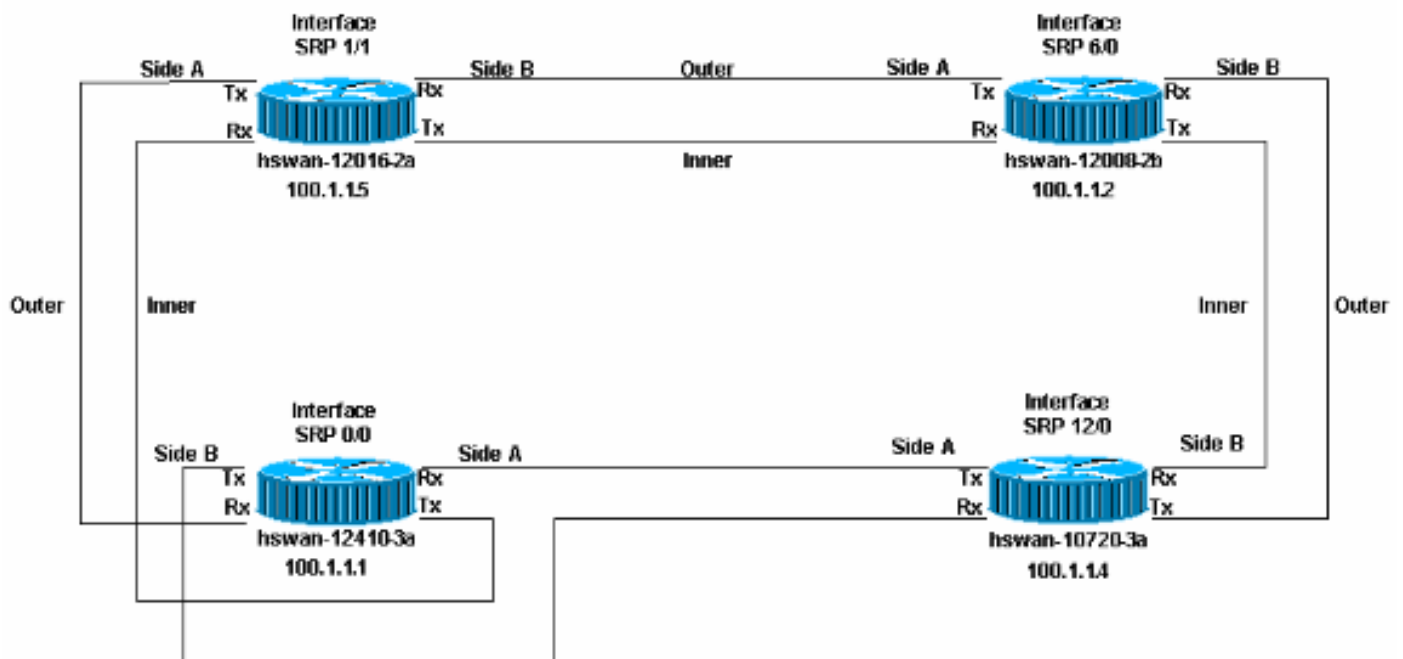 Interface
SRP 1/1
Interface
SRP 6/0
Side A
Side B
Outer
Side A
Side B
Tx
Rx
Tx
Rx
Rx
Tx
Rx
Tx
hswan-12016-2a
Inner
hswan-12008-2b
100.1.1.5
100.1.1.2
Outer
Inner
Inner
Outer
Interface
SRP 0/0
Interface
SRP 12/0
Side B
Side A
Side A
Side B
Tx
Rx
Tx
Rx
Rx
Tx
Rx
Tx
hswan-12410-3a
hswan-10720-3a
100.1.1.1
100.1.1.4